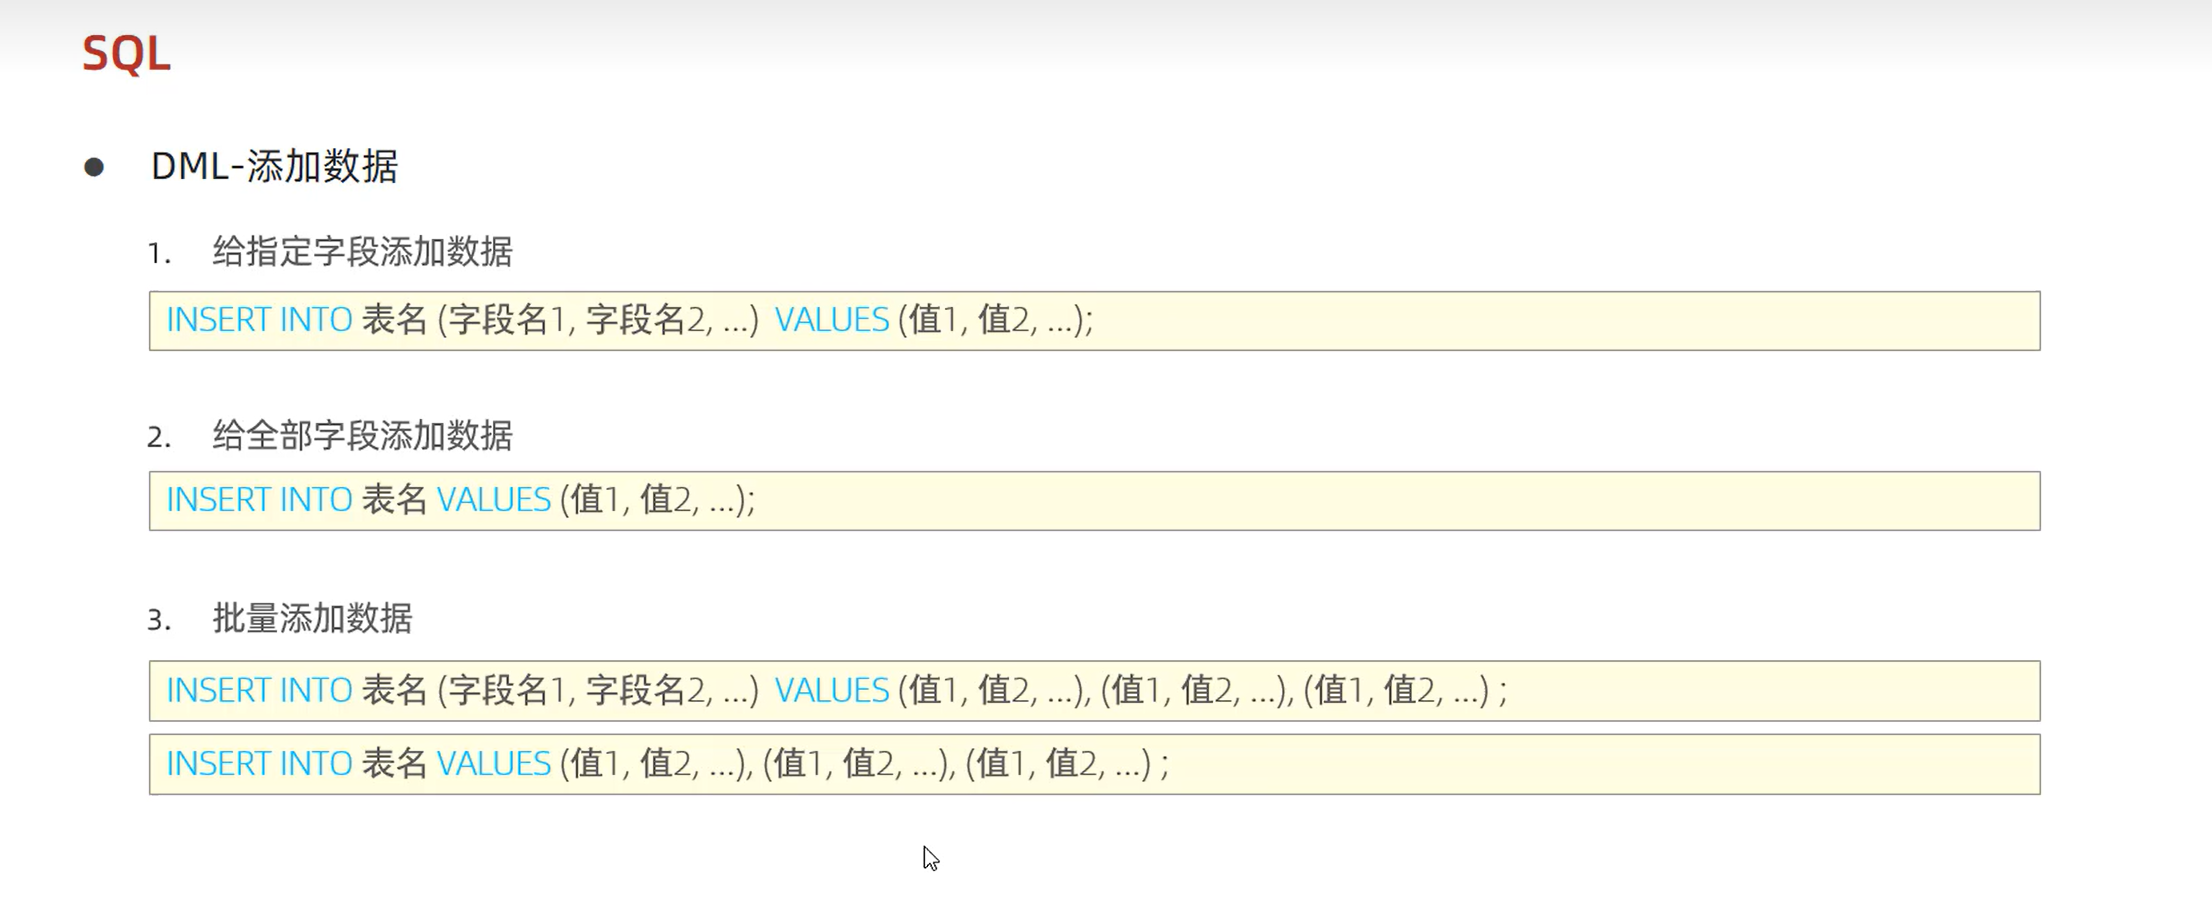 SQL
DML-添加数据
1. 给指定字段添加数据
INSERT INTO 表名 (字段名1, 字段名2, ...) VALUES (值1, 值2, ...);
2. 给全部字段添加数据
INSERT INTO 表名 VALUES (值1, 值2, ...);
3. 批量添加数据
INSERT INTO 表名 (字段名1, 字段名2, ...) VALUES (值1, 值2, ...), (值1, 值2, ...), (值1, 值2, ...) ;
INSERT INTO 表名 VALUES (值1, 值2, ...), (值1, 值2, ...), (值1, 值2, ...) ;